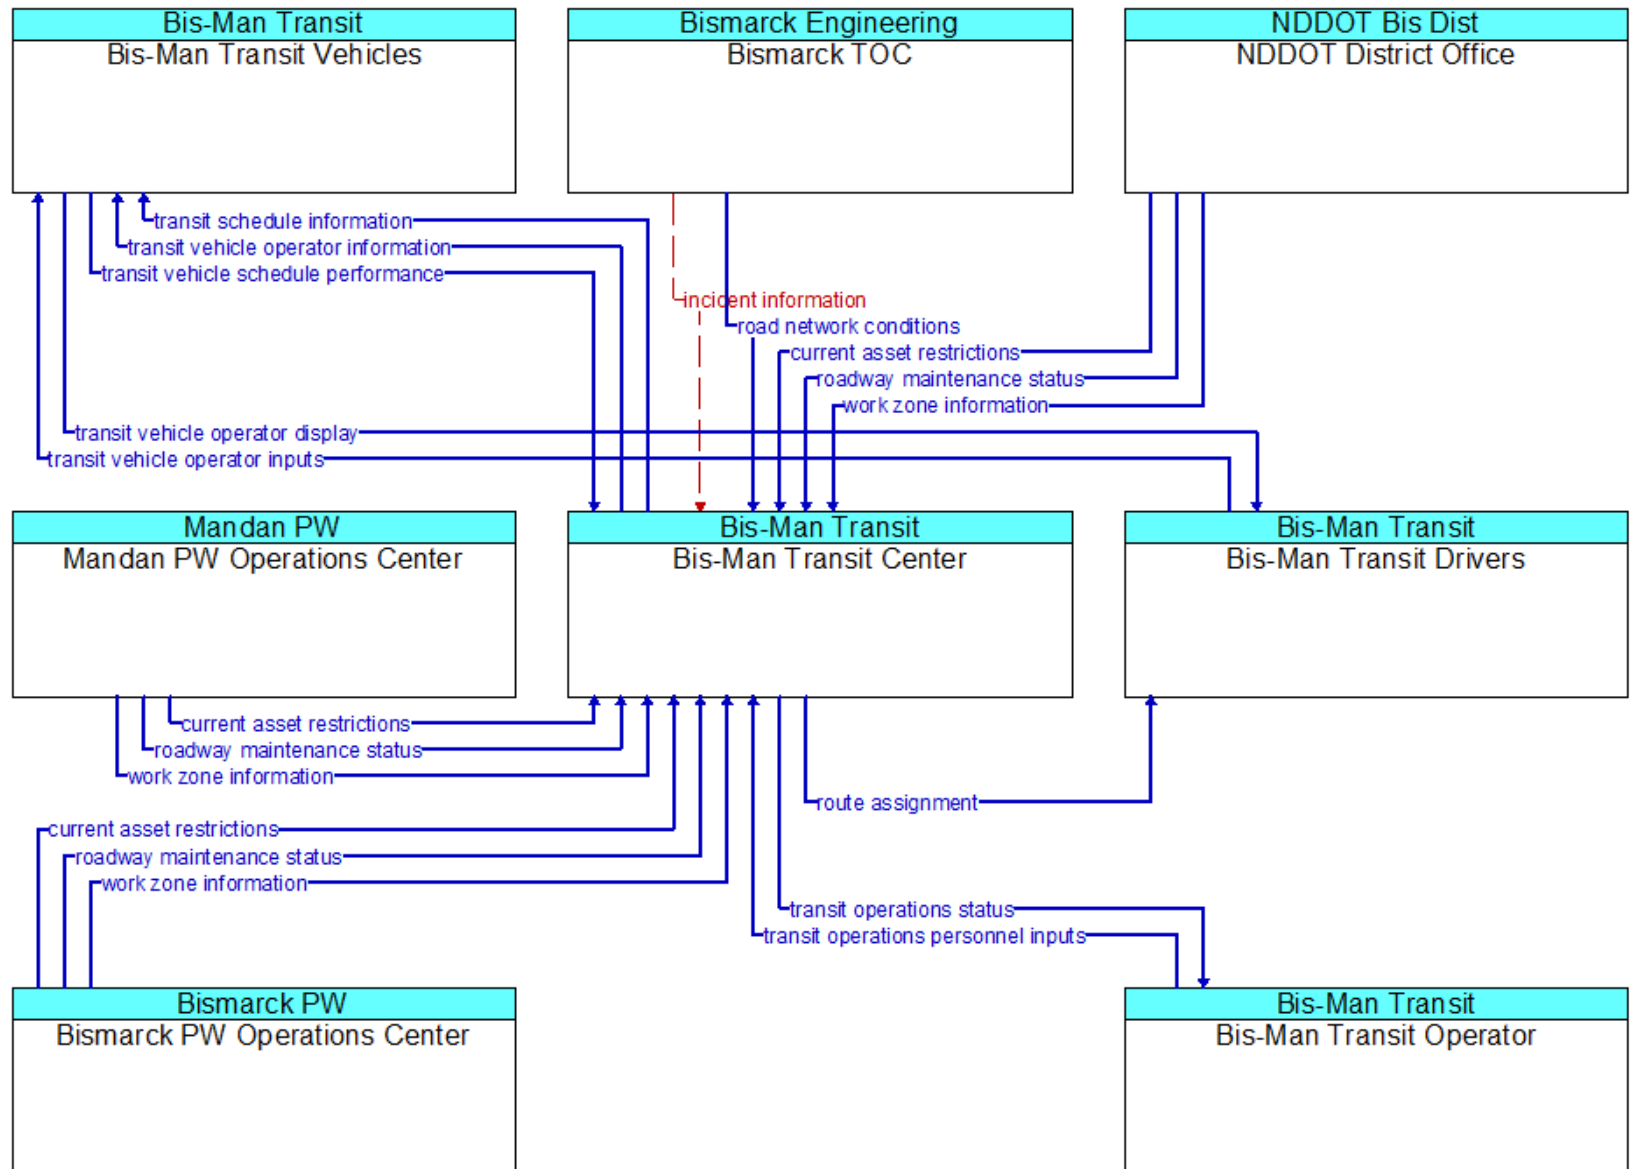 Bis-Man Transit
Bis-Man Transit Vehicles
Bismarck Engineering
Bismarck TOC
NDDOT Bis Dist
NDDOT District Office
transit schedule information
transit vehicle operator information
transit vehicle schedule performance
incident information
road network conditions
current asset restrictions
roadway maintenance status
work zone information
transit vehicle operator display
transit vehicle operator inputs
Mandan PW
Mandan PW Operations Center
Bis-Man Transit
Bis-Man Transit Center
Bis-Man Transit
Bis-Man Transit Drivers
current asset restrictions
roadway maintenance status
work zone information
route assignment
current asset restrictions
roadway maintenance status
work zone information
transit operations status
transit operations personnel inputs
Bismarck PW
Bismarck PW Operations Center
Bis-Man Transit
Bis-Man Transit Operator